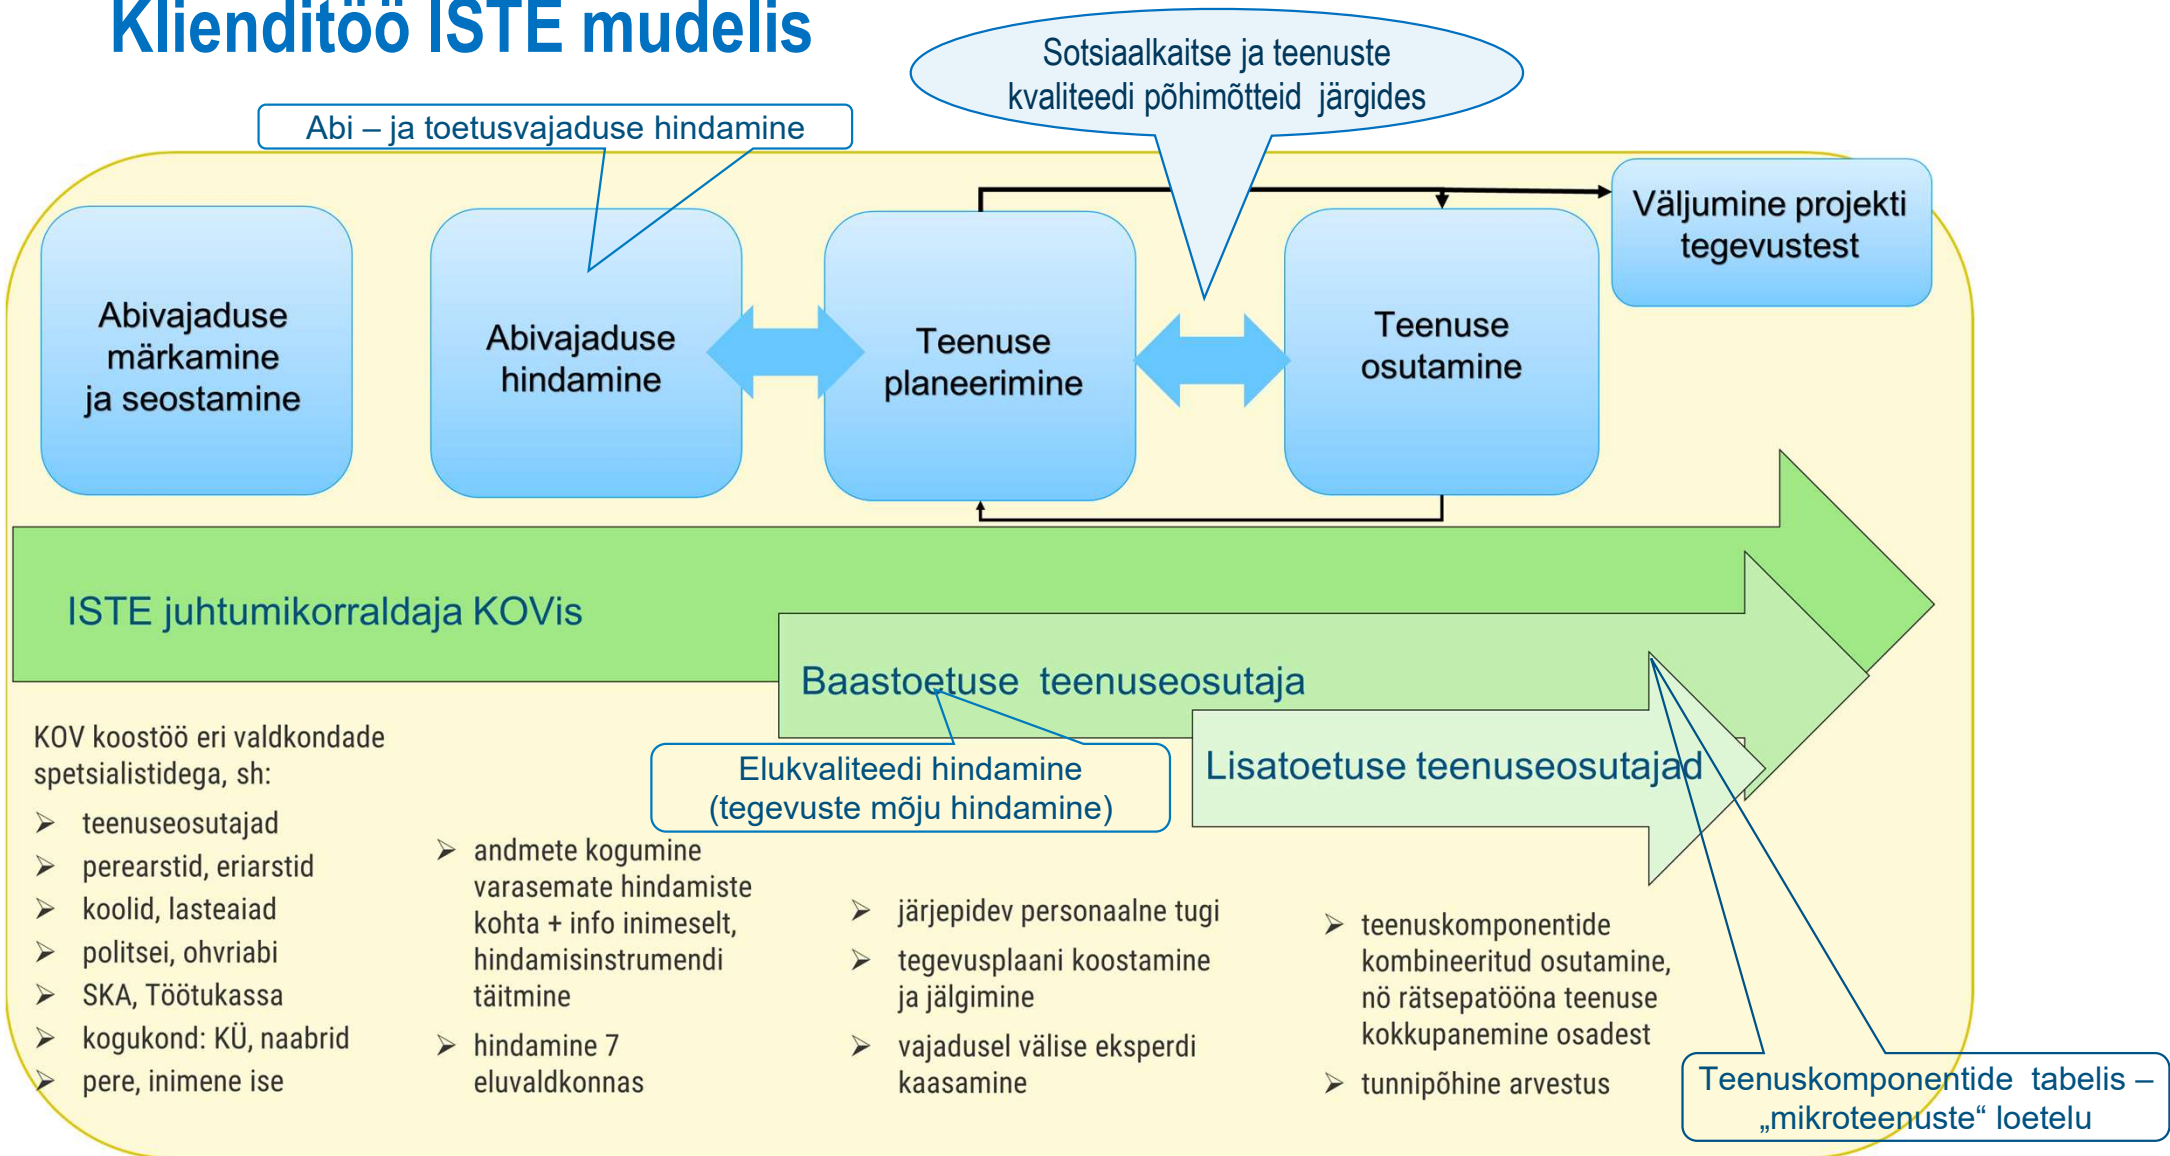 Klienditöö ISTE mudelis
Sotsiaalkaitse ja teenuste
kvaliteedi põhimõtteid järgides
Abi – ja toetusvajaduse hindamine
Abivajaduse
märkamine
ja seostamine
Abivajaduse
hindamine
Teenuse
planeerimine
Teenuse
osutamine
Väljumine projekti
tegevustest
ISTE juhtumikorraldaja KOVis
Baastoetuse teenuseosutaja
Elukvaliteedi hindamine
(tegevuste mõju hindamine)
Lisatoetuse teenuseosutajad
KOV koostöö eri valdkondade
spetsialistidega, sh:
➢ teenuseosutajad
➢ perearstid, eriarstid
➢ koolid, lasteaiad
➢ politsei, ohvriabi
➢ SKA, Töötukassa
➢ kogukond: KÜ, naabrid
➢ pere, inimene ise
➢ andmete kogumine
varasemate hindamiste
kohta + info inimeselt,
hindamisinstrumendi
täitmine
➢ hindamine 7
eluvaldkonnas
➢ järjepidev personaalne tugi
➢ tegevusplaani koostamine
ja jälgimine
➢ vajadusel välise eksperdi
kaasamine
➢ teenuskomponentide
kombineeritud osutamine,
nö rätsepatööna teenuse
kokkupanemine osadest
➢ tunnipõhine arvestus
Teenuskomponentide tabelis –
„mikroteenuste“ loetelu